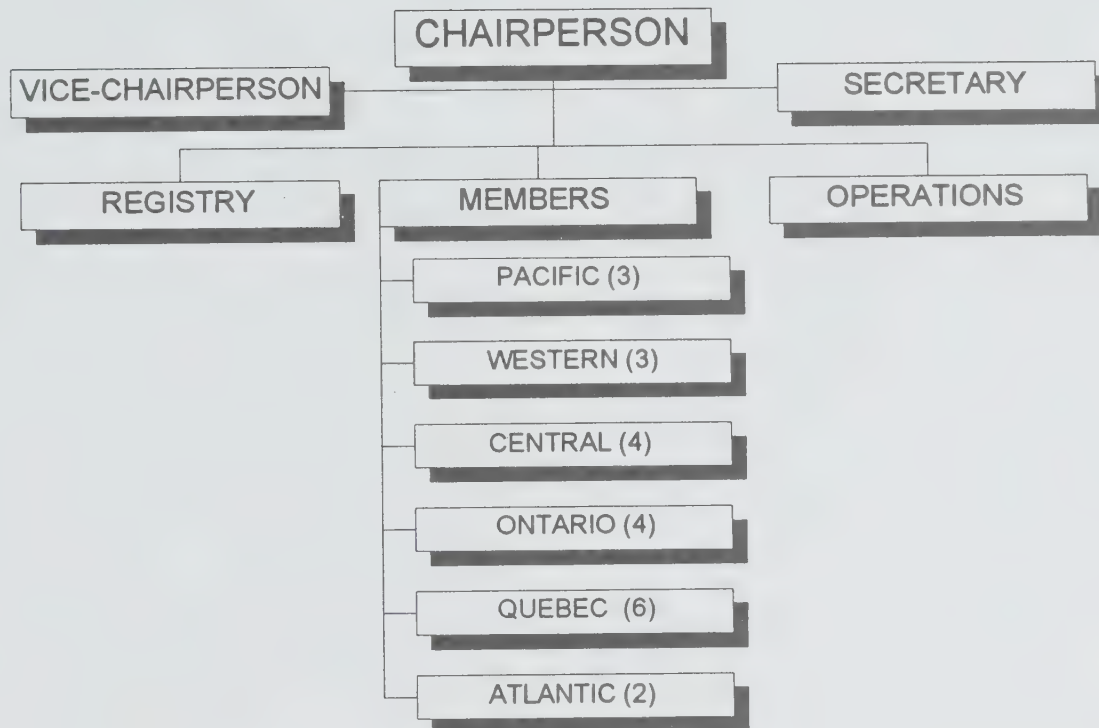 CHAIRPERSON
VICE-CHAIRPERSON
SECRETARY
REGISTRY
MEMBERS
OPERATIONS
PACIFIC (3)
WESTERN (3)
CENTRAL (4)
ONTARIO (4)
QUEBEC (6)
ATLANTIC (2)